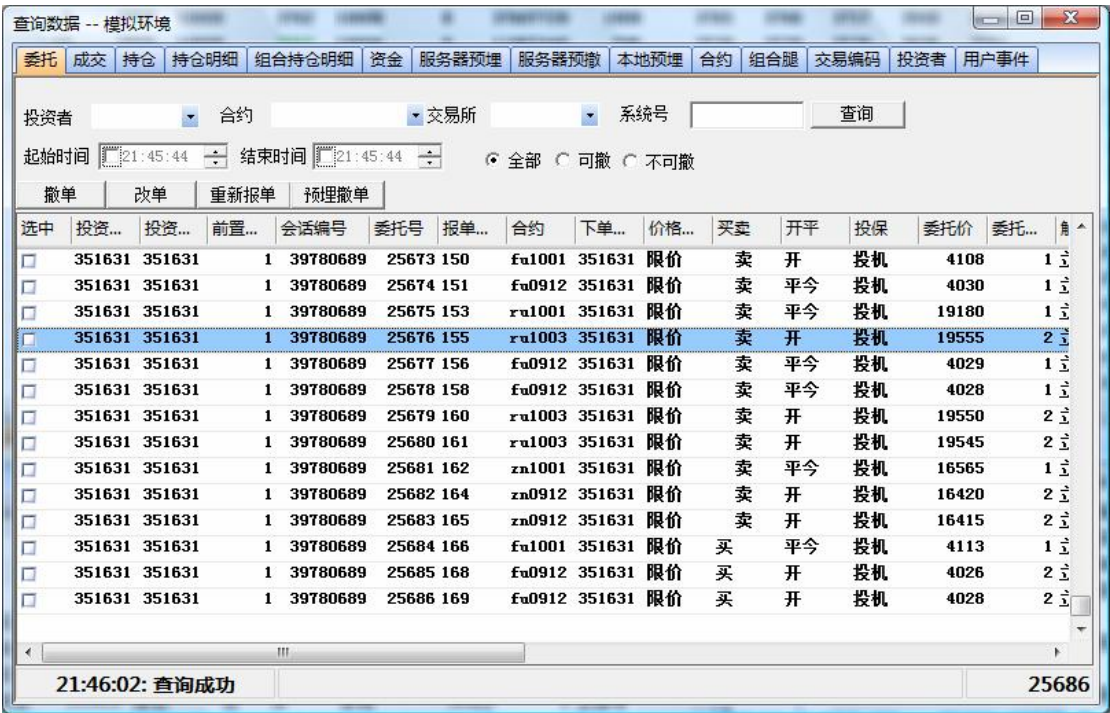 查询数据 -- 模拟环境
委托 成交 持仓 持仓明细 组合持仓明细 资金 服务器预埋 服务器预撤 本地预埋 合约 组合腿 交易编码 投资者 用户事件
投资者 合约 交易所 系统号 查询
起始时间 21:45:44 结束时间 21:45:44 全部 可撤 不可撤
撤单 改单 重新报单 预埋撤单
选中 投资... 投资... 前置... 会话编号 委托号 报单... 合约 下单... 价格... 买卖 开平 投保 委托价 委托...
351631 351631 1 39780689 25673 150 fu1001 351631 限价 卖 开 投机 4108 1 立
351631 351631 1 39780689 25674 151 fu0912 351631 限价 卖 平今 投机 4030 1 立
351631 351631 1 39780689 25675 153 ru1001 351631 限价 卖 平今 投机 19180 1 立
351631 351631 1 39780689 25676 155 ru1003 351631 限价 卖 开 投机 19555 2 立
351631 351631 1 39780689 25677 156 fu0912 351631 限价 卖 平今 投机 4029 1 立
351631 351631 1 39780689 25678 158 fu0912 351631 限价 卖 平今 投机 4028 1 立
351631 351631 1 39780689 25679 160 ru1003 351631 限价 卖 开 投机 19550 2 立
351631 351631 1 39780689 25680 161 ru1003 351631 限价 卖 开 投机 19545 2 立
351631 351631 1 39780689 25681 162 zn1001 351631 限价 卖 平今 投机 16565 1 立
351631 351631 1 39780689 25682 164 zn0912 351631 限价 卖 开 投机 16420 2 立
351631 351631 1 39780689 25683 165 zn0912 351631 限价 卖 开 投机 16415 2 立
351631 351631 1 39780689 25684 166 fu1001 351631 限价 买 平今 投机 4113 1 立
351631 351631 1 39780689 25685 168 fu0912 351631 限价 买 开 投机 4026 2 立
351631 351631 1 39780689 25686 169 fu0912 351631 限价 买 开 投机 4028 2 立
21:46:02: 查询成功 25686